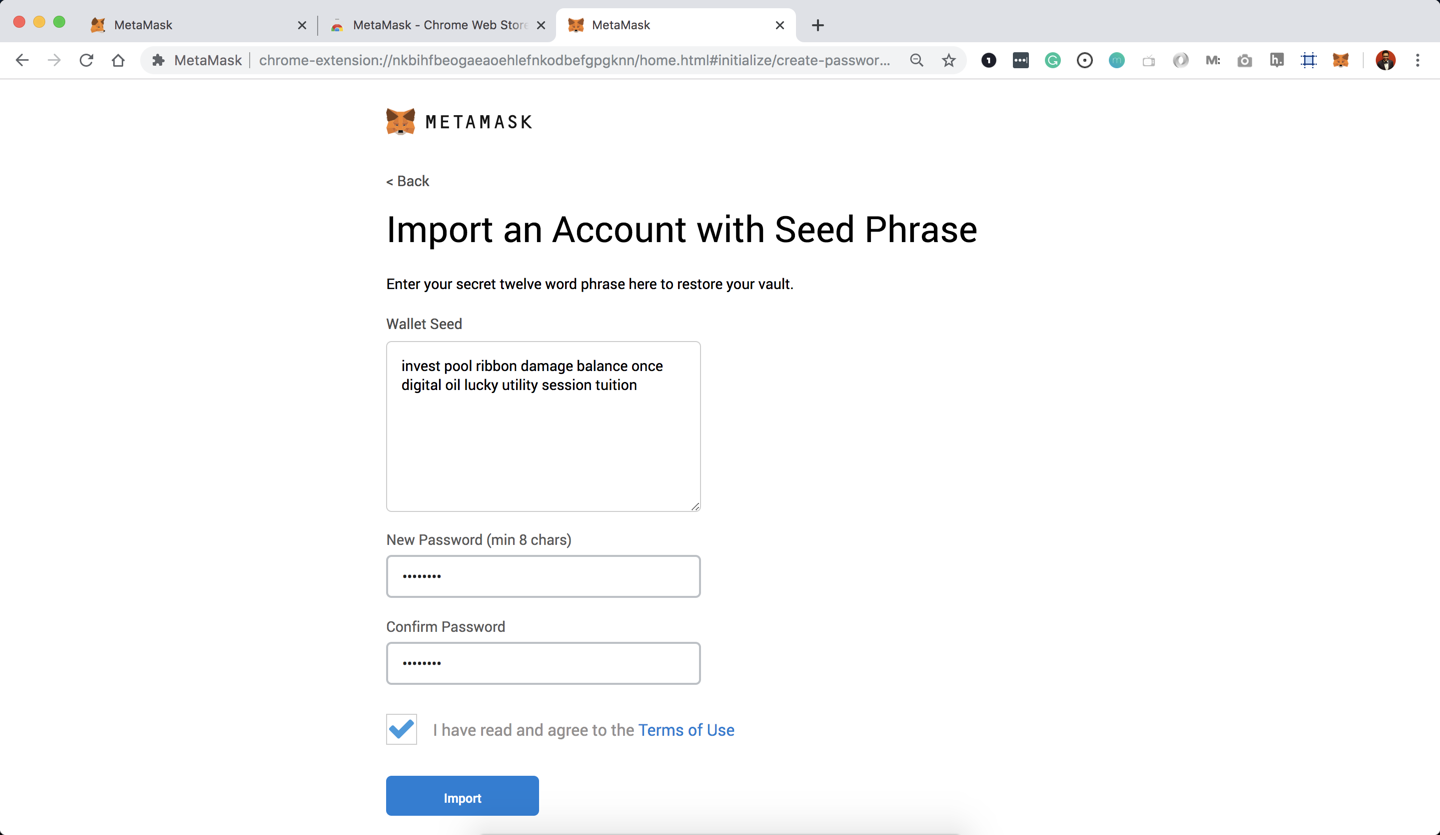 MetaMask
MetaMask - Chrome Web Store
MetaMask
MetaMask
chrome-extension://nkbihfbeogaeaoehlefnkodbefgpgknn/home.html#initialize/create-passwor...
M:
METAMASK
< Back
Import an Account with Seed Phrase
Enter your secret twelve word phrase here to restore your vault.
Wallet Seed
invest pool ribbon damage balance once
digital oil lucky utility session tuition
New Password (min 8 chars)
••••••••
Confirm Password
••••••••
I have read and agree to the Terms of Use
Import